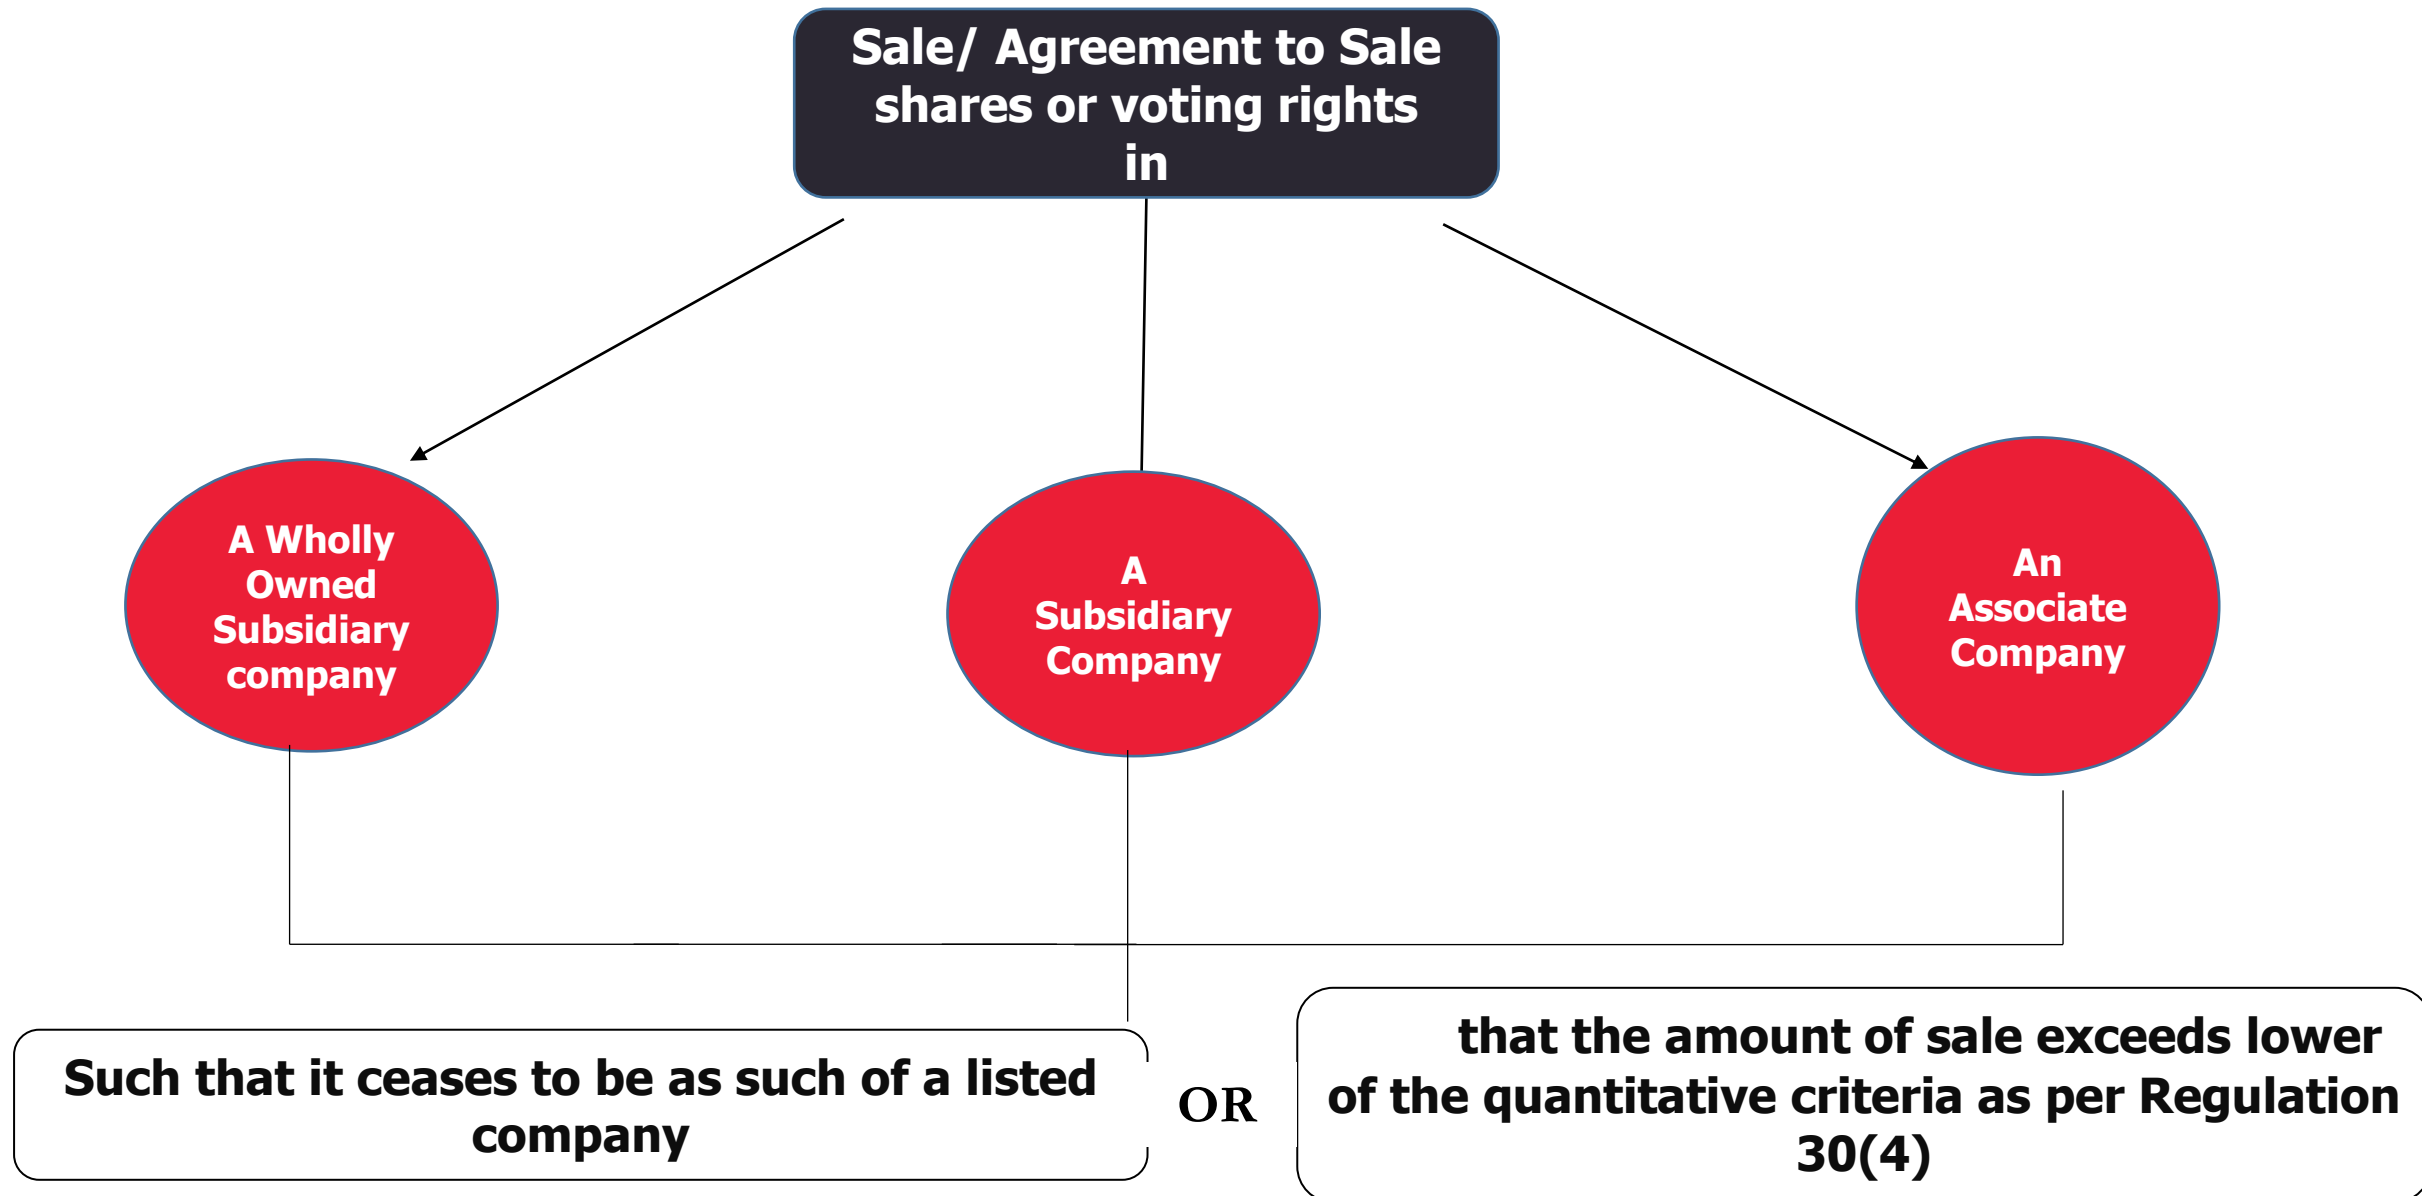 Sale/ Agreement to Sale
shares or voting rights
in
A Wholly
Owned
Subsidiary
company
A
Subsidiary
Company
An
Associate
Company
Such that it ceases to be as such of a listed
company
OR
that the amount of sale exceeds lower
of the quantitative criteria as per Regulation
30(4)